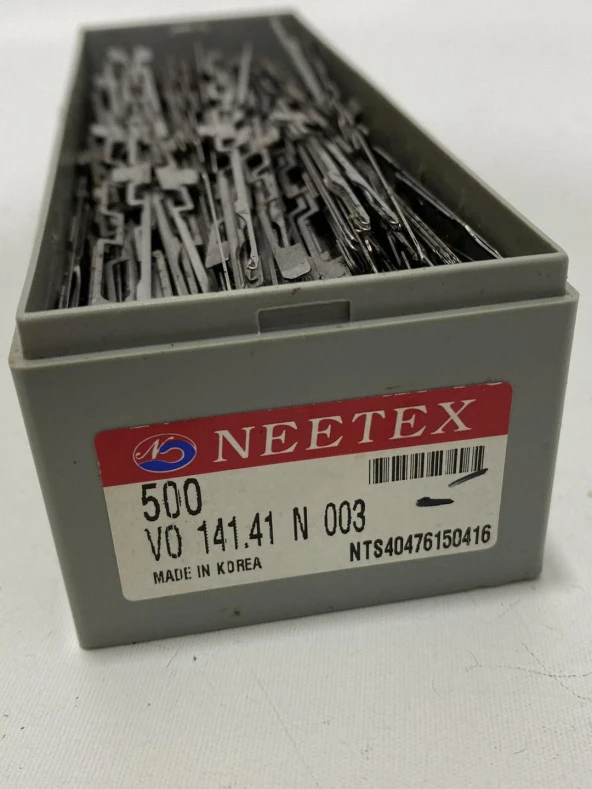 N NEETEX
500
VO 141.41 N 003
NTS40476150416
MADE IN KOREA